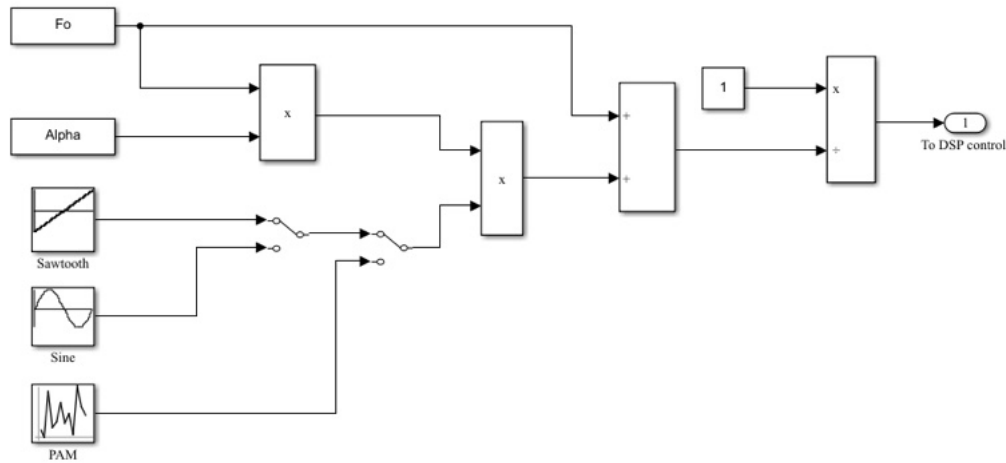 Fo
x
+
1
x
1
To DSP control
Alpha
x
+
÷
Sawtooth
Sine
PAM